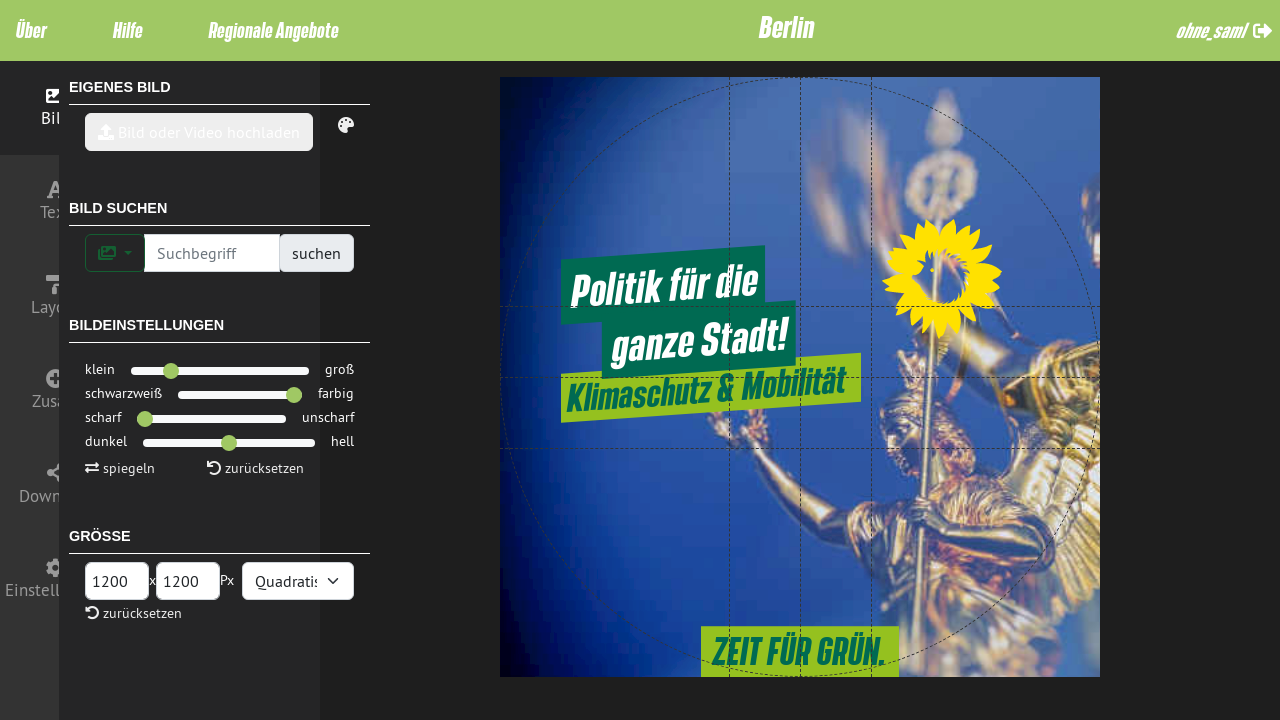 Über Hilfe Regionale Angebote Berlin ohne_saml
EIGENES BILD
Bild oder Video hochladen
BILD SUCHEN
Suchbegriff suchen
BILDEINSTELLUNGEN
klein groß
schwarzweiß farbig
scharf unscharf
dunkel hell
spiegeln zurücksetzen
GRÖSSE
1200 x 1200 Px Quadratis
zurücksetzen
Bil
Tex
Layo
Zusa
Down
Einstell
Politik für die
ganze Stadt!
Klimaschutz & Mobilität
ZEIT FÜR GRÜN.